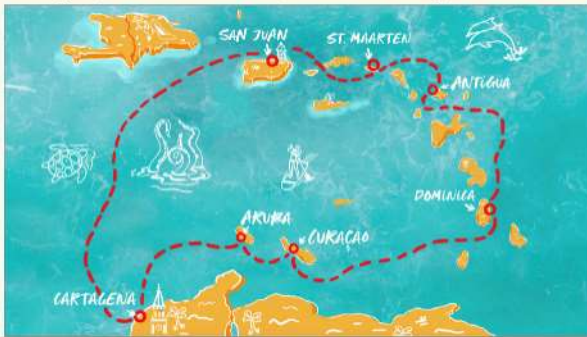 SAN JUAN
ST. MAARTEN
ANTIGUA
DOMINICA
ARUBA
CURAÇAO
CARTAGENA